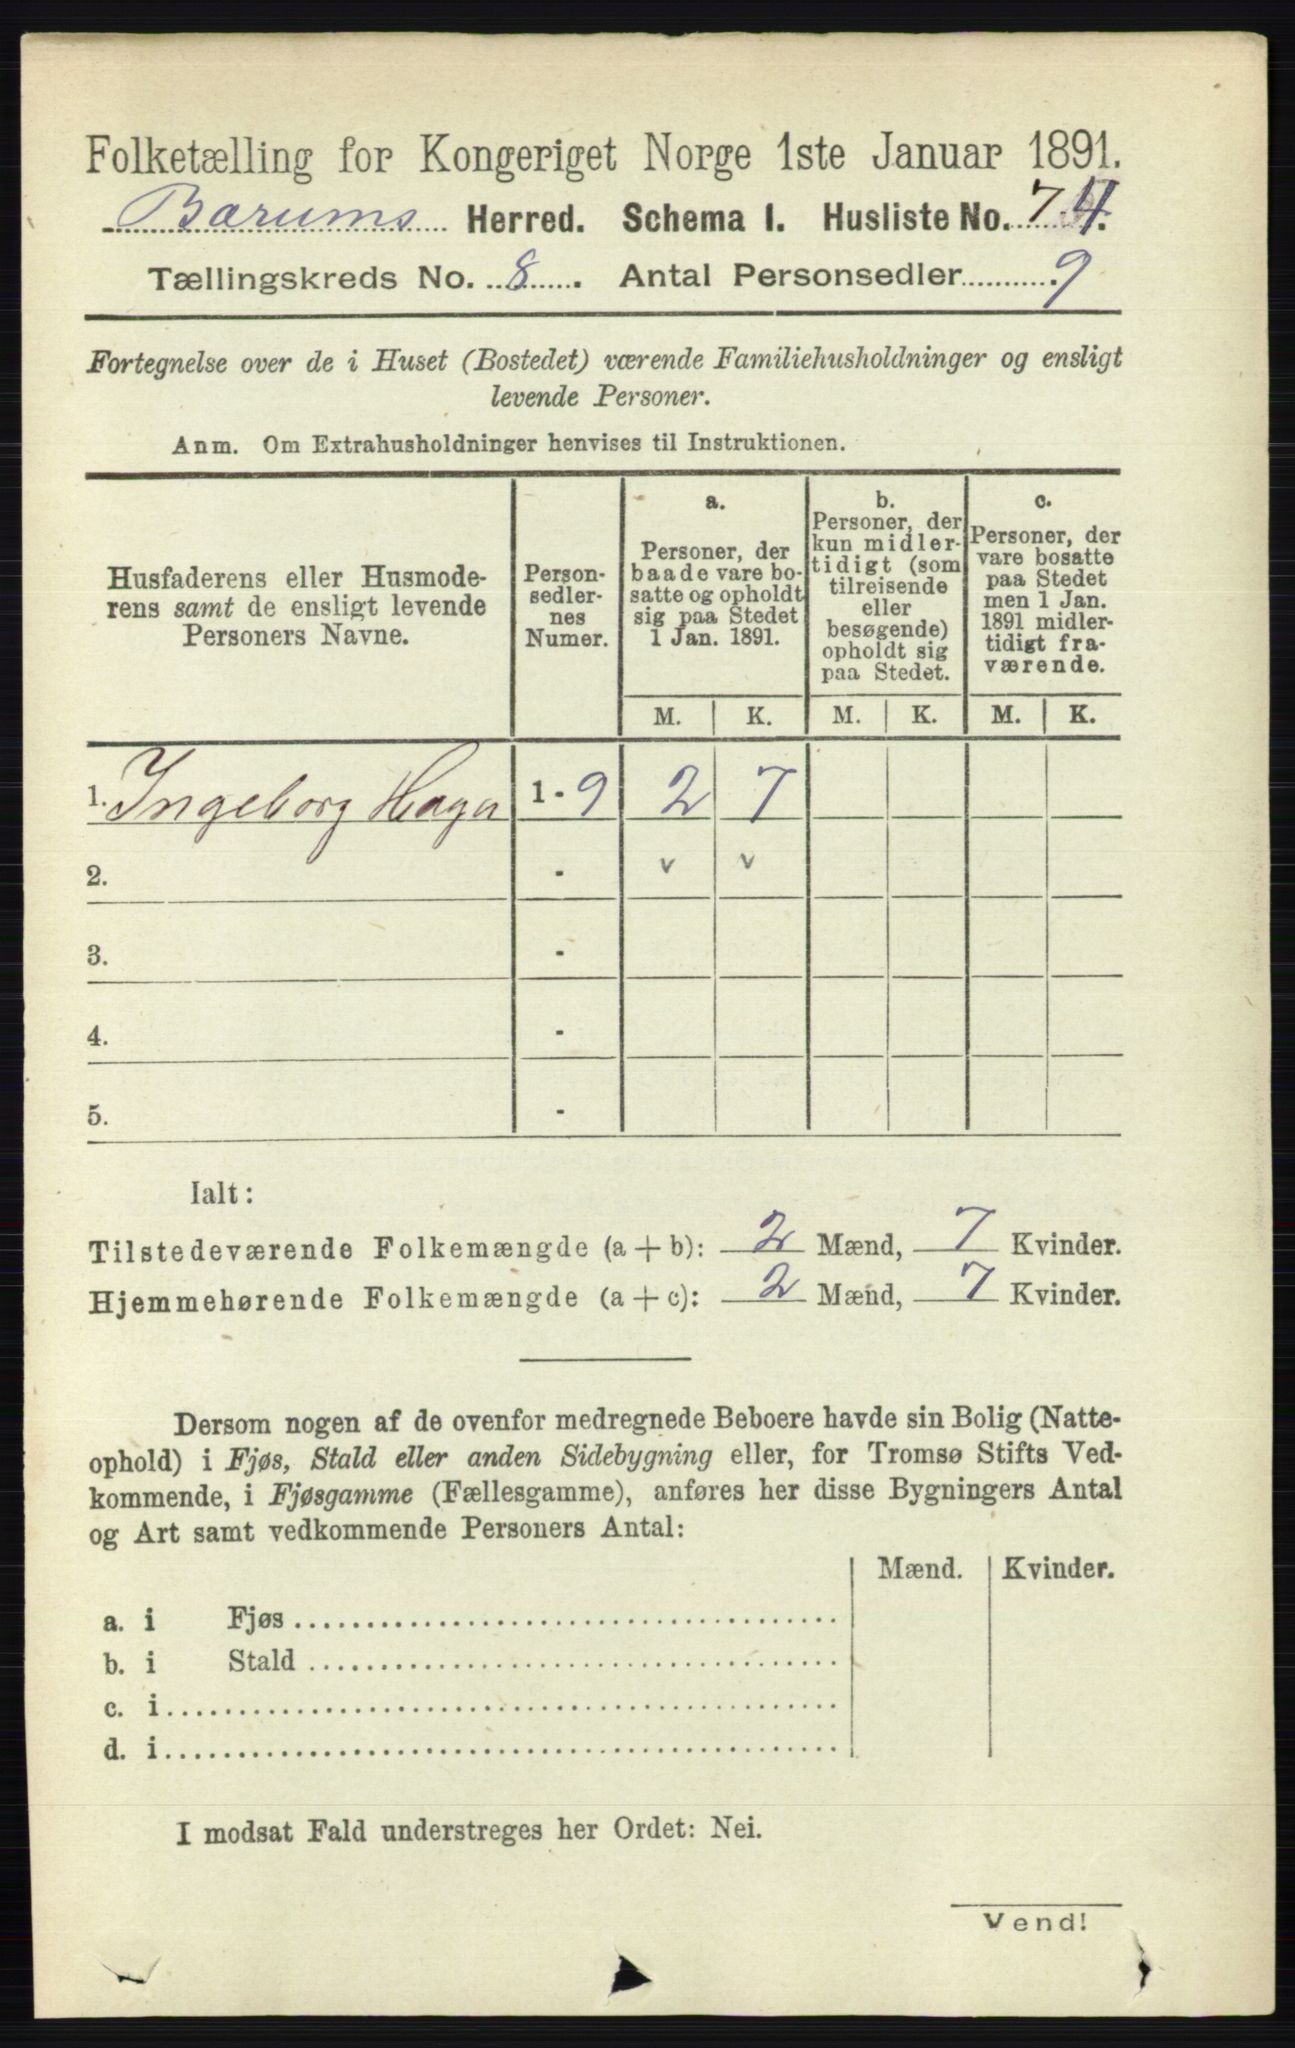 Folketælling for Kongeriget Norge 1ste Januar 1891.
Bærums Herred. Schema I. Husliste No. 74.
Tællingskreds No. 8. Antal Personsedler 9
Fortegnelse over de i Huset (Bostedet) værende Familiehusholdninger og ensligt
levende Personer.
Anm. Om Extrahusholdninger henvises til Instruktionen.
Husfaderens eller Husmode-
rens samt de ensligt levende
Personers Navne.
Person-
sedler-
nes
Numer.
a.
Personer, der
baade vare bo-
satte og opholdt
sig paa Stedet
1 Jan. 1891.
b.
Personer, der
kun midler-
tidigt (som
tilreisende
eller
besøgende)
opholdt sig
paa Stedet.
c.
Personer, der
vare bosatte
paa Stedet
men 1 Jan.
1891 midler-
tidigt fra-
værende.
M. K. M. K. M. K.
1. Ingeborg Hagen 1 - 9 2 7
2. - v v
3. -
4. -
5. -
Ialt:
Tilstedeværende Folkemængde (a + b): 2 Mænd, 7 Kvinder.
Hjemmehørende Folkemængde (a + c): 2 Mænd, 7 Kvinder.
Dersom nogen af de ovenfor medregnede Beboere havde sin Bolig (Natte-
ophold) i Fjøs, Stald eller anden Sidebygning eller, for Tromsø Stifts Ved-
kommende, i Fjøsgamme (Fællesgamme), anføres her disse Bygningers Antal
og Art samt vedkommende Personers Antal:
Mænd. Kvinder.
a. i Fjøs
b. i Stald
c. i
d. i
I modsat Fald understreges her Ordet: Nei.
Vend!